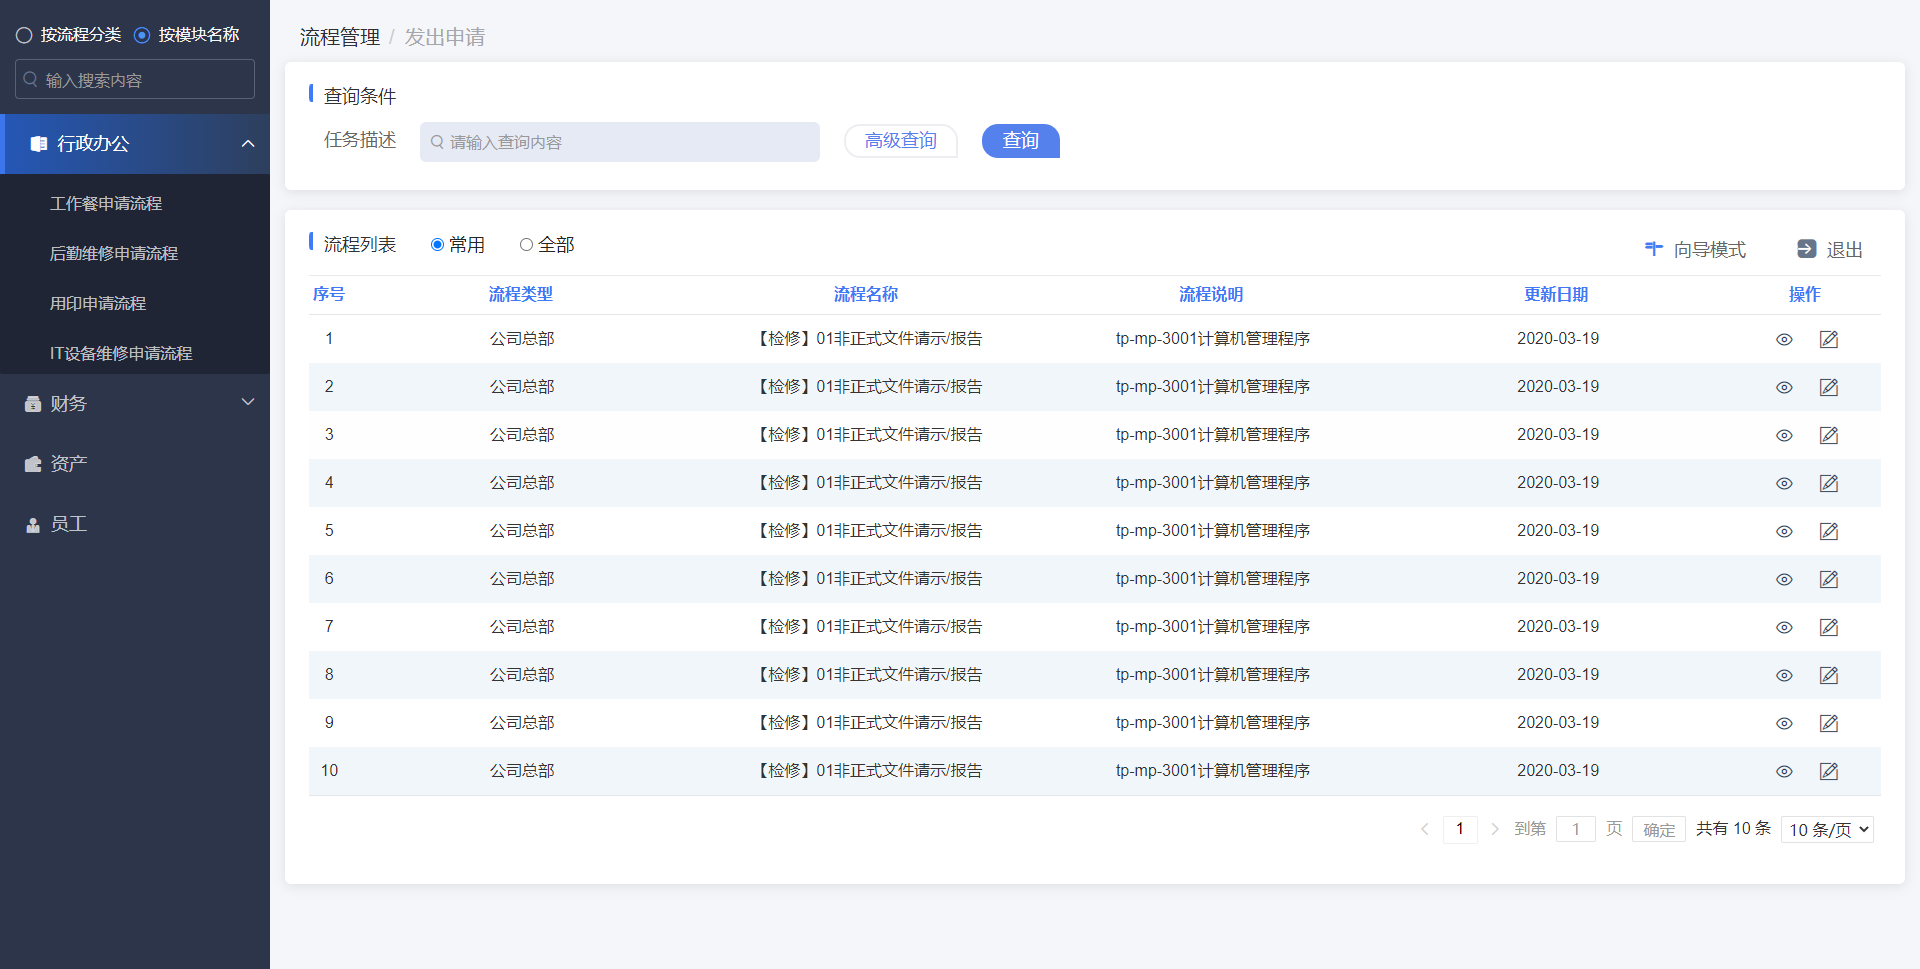 按流程分类 按模块名称
输入搜索内容
行政办公
工作餐申请流程
后勤维修申请流程
用印申请流程
IT设备维修申请流程
财务
资产
员工
流程管理 / 发出申请
查询条件
任务描述 请输入查询内容 高级查询 查询
流程列表 常用 全部 向导模式 退出
序号 流程类型 流程名称 流程说明 更新日期 操作
1 公司总部 【检修】01非正式文件请示/报告 tp-mp-3001计算机管理程序 2020-03-19
2 公司总部 【检修】01非正式文件请示/报告 tp-mp-3001计算机管理程序 2020-03-19
3 公司总部 【检修】01非正式文件请示/报告 tp-mp-3001计算机管理程序 2020-03-19
4 公司总部 【检修】01非正式文件请示/报告 tp-mp-3001计算机管理程序 2020-03-19
5 公司总部 【检修】01非正式文件请示/报告 tp-mp-3001计算机管理程序 2020-03-19
6 公司总部 【检修】01非正式文件请示/报告 tp-mp-3001计算机管理程序 2020-03-19
7 公司总部 【检修】01非正式文件请示/报告 tp-mp-3001计算机管理程序 2020-03-19
8 公司总部 【检修】01非正式文件请示/报告 tp-mp-3001计算机管理程序 2020-03-19
9 公司总部 【检修】01非正式文件请示/报告 tp-mp-3001计算机管理程序 2020-03-19
10 公司总部 【检修】01非正式文件请示/报告 tp-mp-3001计算机管理程序 2020-03-19
1 到第 1 页 确定 共有 10 条 10 条/页